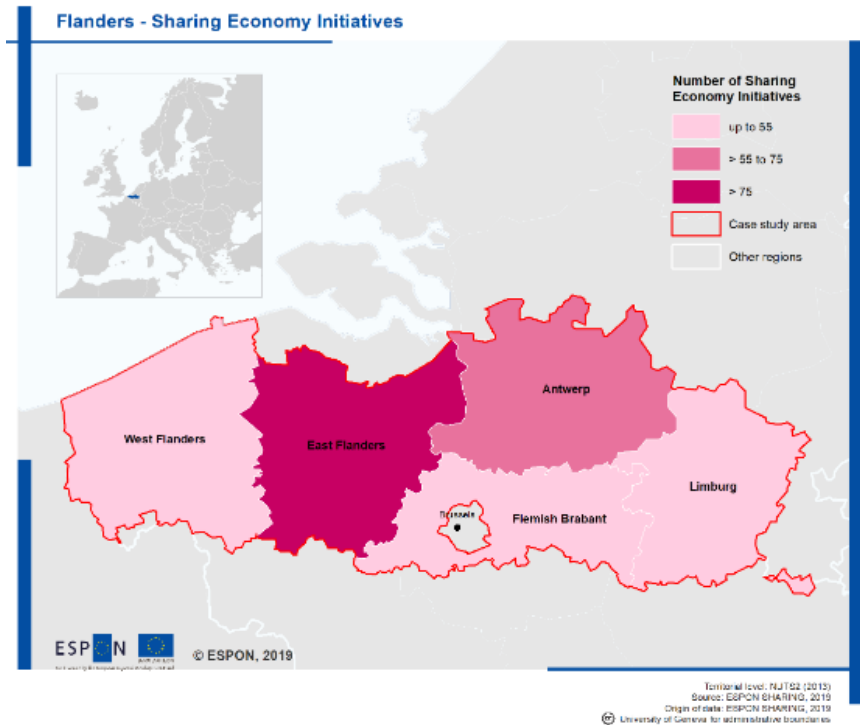 Flanders - Sharing Economy Initiatives
Number of Sharing
Economy Initiatives
up to 55
> 55 to 75
> 75
Case study area
Other regions
Antwerp
West Flanders
East Flanders
Limburg
Brussels
Flemish Brabant
ESPON
© ESPON, 2019
Territorial level: NUTS2 (2013)
Source: ESPON SHARING, 2019
Origin of data: ESPON SHARING, 2019
University of Geneva for administrative boundaries